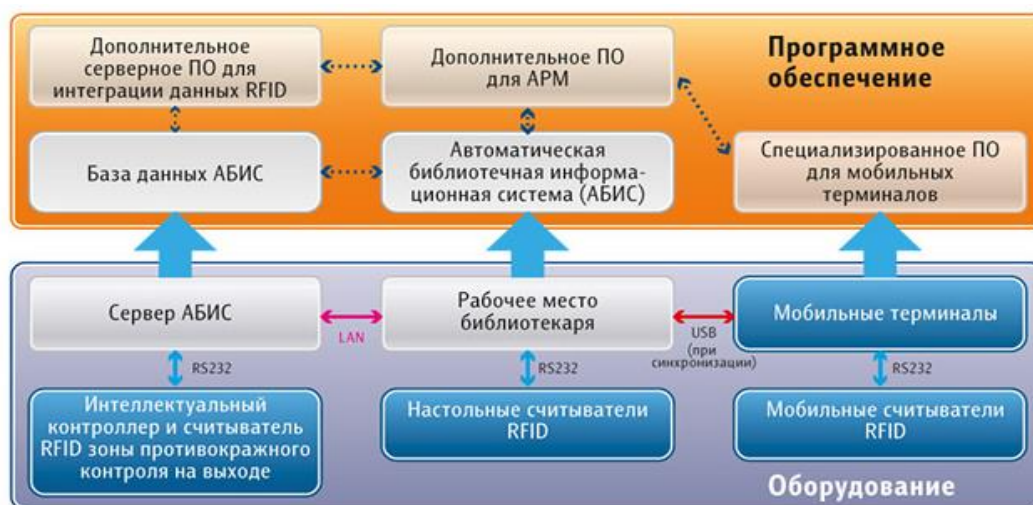 Дополнительное
серверное ПО для
интеграции данных RFID
Дополнительное ПО
для АРМ
Программное
обеспечение
База данных АБИС
Автоматическая
библиотечная информа-
ционная система (АБИС)
Специализированное ПО
для мобильных
терминалов
Сервер АБИС
LAN
Рабочее место
библиотекаря
USB
(при
синхронизации)
Мобильные терминалы
RS232
RS232
RS232
Интеллектуальный
контроллер и считыватель
RFID зоны противокражного
контроля на выходе
Настольные считыватели
RFID
Мобильные считыватели
RFID
Оборудование